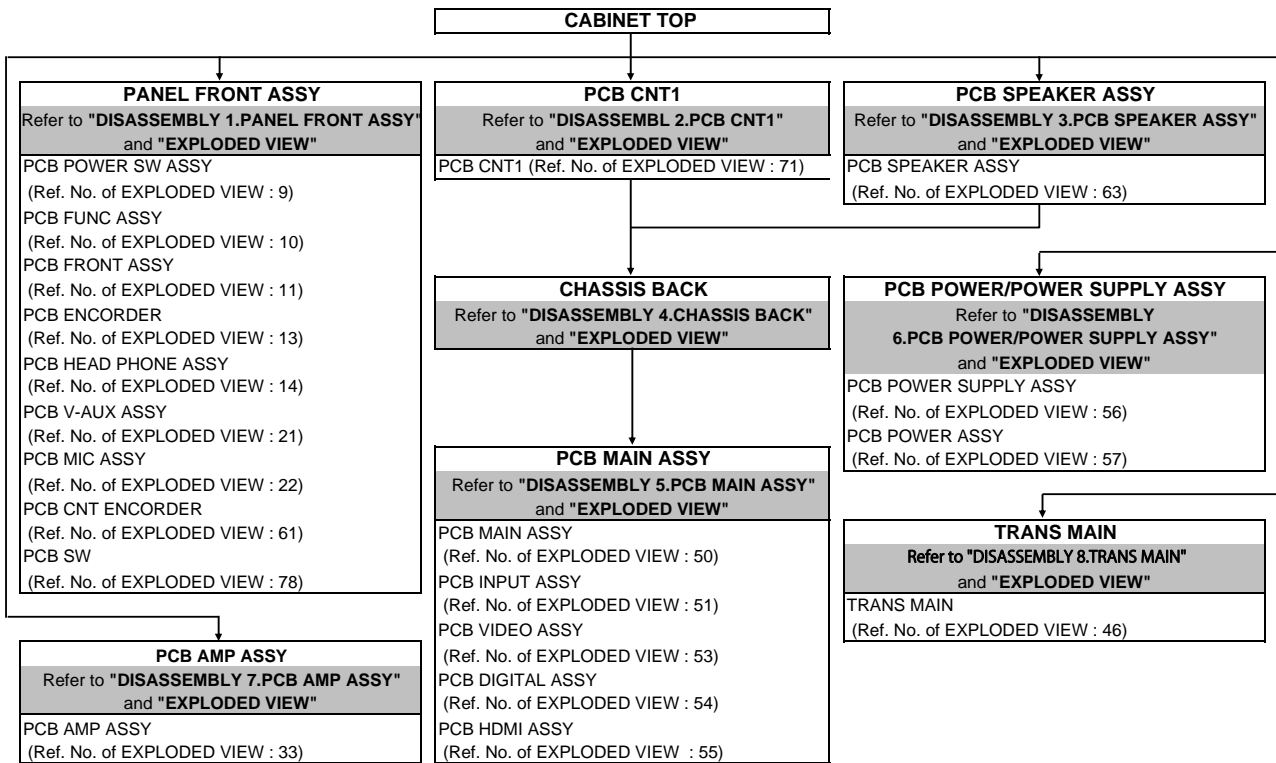 CABINET TOP
PANEL FRONT ASSY
Refer to "DISASSEMBLY 1.PANEL FRONT ASSY"
and "EXPLODED VIEW"
PCB POWER SW ASSY
(Ref. No. of EXPLODED VIEW : 9)
PCB FUNC ASSY
(Ref. No. of EXPLODED VIEW : 10)
PCB FRONT ASSY
(Ref. No. of EXPLODED VIEW : 11)
PCB ENCORDER
(Ref. No. of EXPLODED VIEW : 13)
PCB HEAD PHONE ASSY
(Ref. No. of EXPLODED VIEW : 14)
PCB V-AUX ASSY
(Ref. No. of EXPLODED VIEW : 21)
PCB MIC ASSY
(Ref. No. of EXPLODED VIEW : 22)
PCB CNT ENCORDER
(Ref. No. of EXPLODED VIEW : 61)
PCB SW
(Ref. No. of EXPLODED VIEW : 78)
PCB AMP ASSY
Refer to "DISASSEMBLY 7.PCB AMP ASSY"
and "EXPLODED VIEW"
PCB AMP ASSY
(Ref. No. of EXPLODED VIEW : 33)
PCB CNT1
Refer to "DISASSEMBL 2.PCB CNT1"
and "EXPLODED VIEW"
PCB CNT1 (Ref. No. of EXPLODED VIEW : 71)
CHASSIS BACK
Refer to "DISASSEMBLY 4.CHASSIS BACK"
and "EXPLODED VIEW"
PCB MAIN ASSY
Refer to "DISASSEMBLY 5.PCB MAIN ASSY"
and "EXPLODED VIEW"
PCB MAIN ASSY
(Ref. No. of EXPLODED VIEW : 50)
PCB INPUT ASSY
(Ref. No. of EXPLODED VIEW : 51)
PCB VIDEO ASSY
(Ref. No. of EXPLODED VIEW : 53)
PCB DIGITAL ASSY
(Ref. No. of EXPLODED VIEW : 54)
PCB HDMI ASSY
(Ref. No. of EXPLODED VIEW : 55)
PCB SPEAKER ASSY
Refer to "DISASSEMBLY 3.PCB SPEAKER ASSY"
and "EXPLODED VIEW"
PCB SPEAKER ASSY
(Ref. No. of EXPLODED VIEW : 63)
PCB POWER/POWER SUPPLY ASSY
Refer to "DISASSEMBLY
6.PCB POWER/POWER SUPPLY ASSY"
and "EXPLODED VIEW"
PCB POWER SUPPLY ASSY
(Ref. No. of EXPLODED VIEW : 56)
PCB POWER ASSY
(Ref. No. of EXPLODED VIEW : 57)
TRANS MAIN
Refer to "DISASSEMBLY 8.TRANS MAIN"
and "EXPLODED VIEW"
TRANS MAIN
(Ref. No. of EXPLODED VIEW : 46)